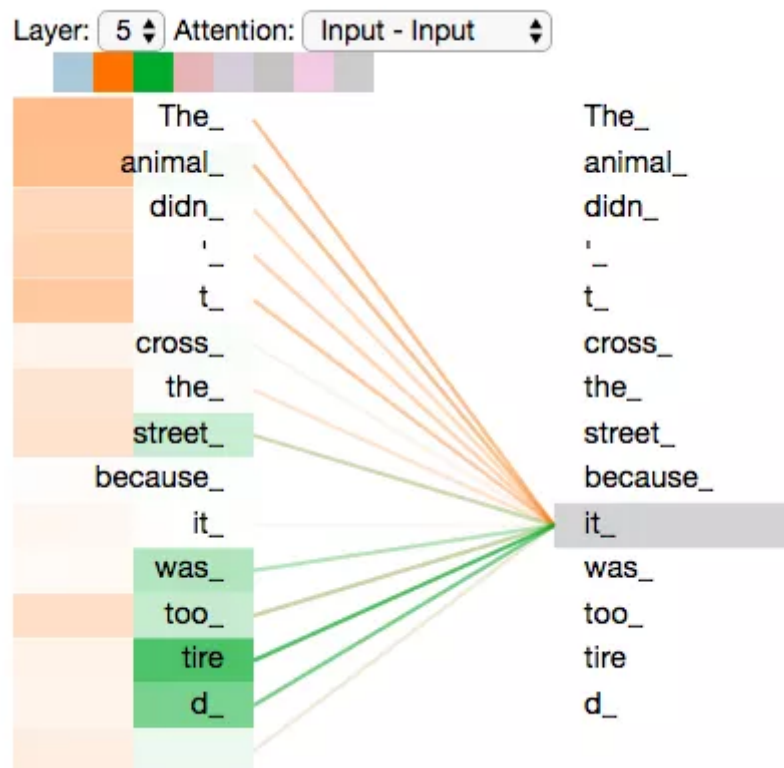 Layer: 5 Attention: Input - Input
The_ The_
animal_ animal_
didn_ didn_
'_ '_
t_ t_
cross_ cross_
the_ the_
street_ street_
because_ because_
it_ it_
was_ was_
too_ too_
tire tire
d_ d_